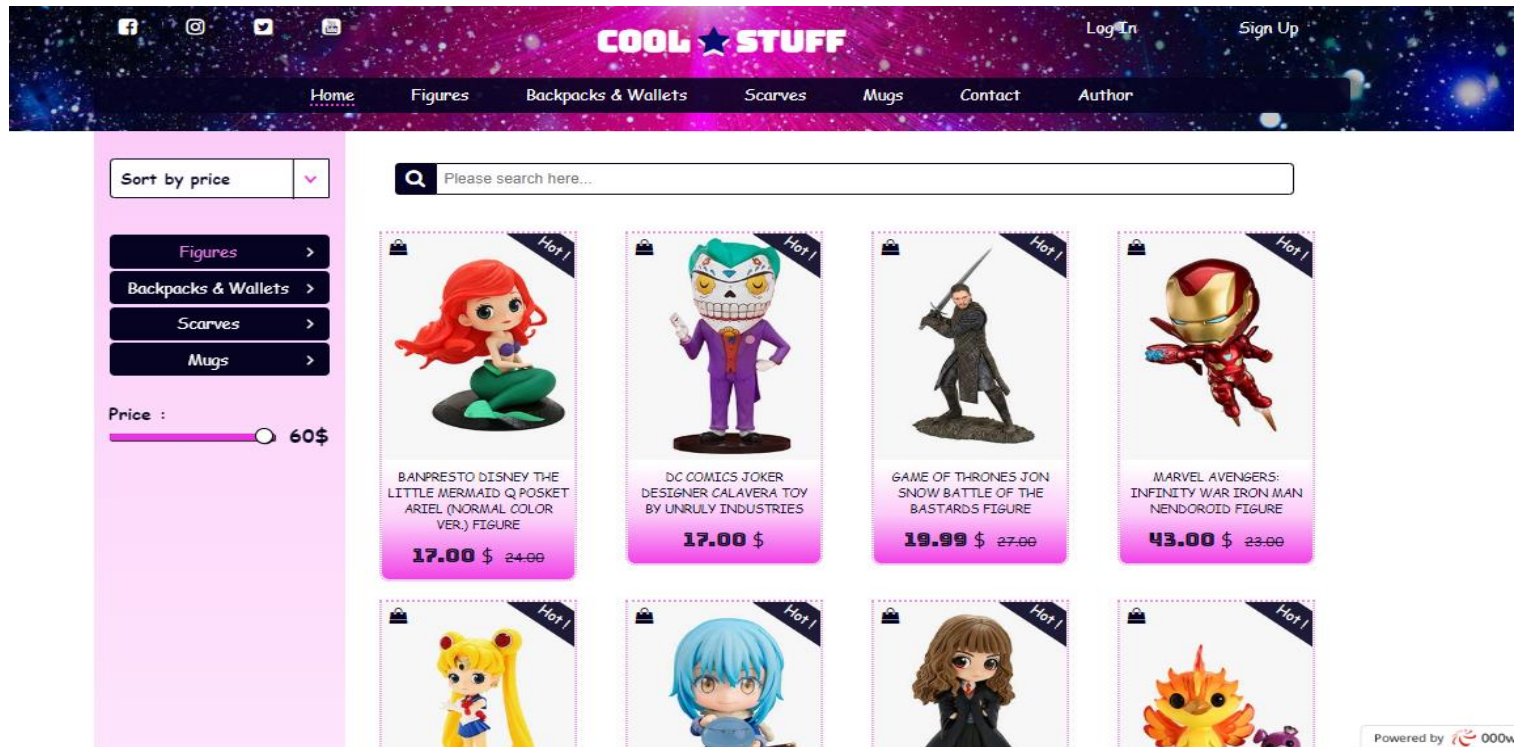 COOL STUFF
Log In
Sign Up
Home
Figures
Backpacks & Wallets
Scarves
Mugs
Contact
Author
Sort by price
Please search here...
Figures
Backpacks & Wallets
Scarves
Mugs
Price :
60$
Hot !
BANPRESTO DISNEY THE
LITTLE MERMAID Q POSKET
ARIEL (NORMAL COLOR
VER.) FIGURE
17.00 $ 24.00
Hot !
DC COMICS JOKER
DESIGNER CALAVERA TOY
BY UNRULY INDUSTRIES
17.00 $
Hot !
GAME OF THRONES JON
SNOW BATTLE OF THE
BASTARDS FIGURE
19.99 $ 27.00
Hot !
MARVEL AVENGERS:
INFINITY WAR IRON MAN
NENDOROID FIGURE
43.00 $ 23.00
Hot !
Hot !
Hot !
Hot !
Powered by 000w